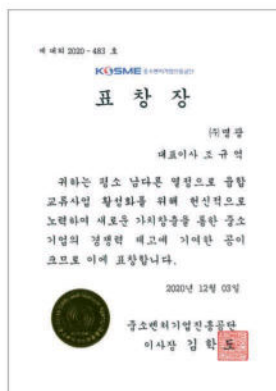 제 대외 2020-483 호
KOSME 중소벤처기업진흥공단
표 창 장
(주)명광
대표이사 조 규 억
귀하는 평소 남다른 열정으로 융합
교류사업 활성화를 위해 헌신적으로
노력하며 새로운 가치창출을 통한 중소
기업의 경쟁력 제고에 기여한 공이
크므로 이에 표창합니다.
2020년 12월 03일
중소벤처기업진흥공단
이사장 김 학 도